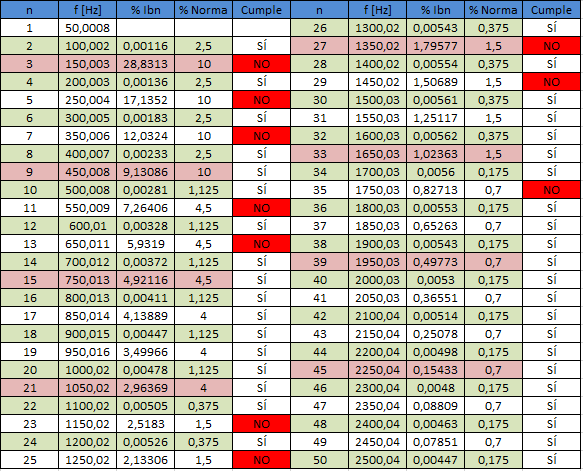 n f [Hz] % Ibn % Norma Cumple n f [Hz] % Ibn % Norma Cumple
1 50,0008 26 1300,02 0,00543 0,375 SÍ
2 100,002 0,00116 2,5 SÍ 27 1350,02 1,79577 1,5 NO
3 150,003 28,8313 10 NO 28 1400,02 0,00554 0,375 SÍ
4 200,003 0,00136 2,5 SÍ 29 1450,02 1,50689 1,5 NO
5 250,004 17,1352 10 NO 30 1500,03 0,00561 0,375 SÍ
6 300,005 0,00183 2,5 SÍ 31 1550,03 1,25117 1,5 SÍ
7 350,006 12,0324 10 NO 32 1600,03 0,00562 0,375 SÍ
8 400,007 0,00233 2,5 SÍ 33 1650,03 1,02363 1,5 SÍ
9 450,008 9,13086 10 SÍ 34 1700,03 0,0056 0,175 SÍ
10 500,008 0,00281 1,125 SÍ 35 1750,03 0,82713 0,7 NO
11 550,009 7,26406 4,5 NO 36 1800,03 0,00553 0,175 SÍ
12 600,01 0,00328 1,125 SÍ 37 1850,03 0,65263 0,7 SÍ
13 650,011 5,9319 4,5 NO 38 1900,03 0,00543 0,175 SÍ
14 700,012 0,00372 1,125 SÍ 39 1950,03 0,49773 0,7 SÍ
15 750,013 4,92116 4,5 SÍ 40 2000,03 0,0053 0,175 SÍ
16 800,013 0,00411 1,125 SÍ 41 2050,03 0,36551 0,7 SÍ
17 850,014 4,13889 4 SÍ 42 2100,04 0,00514 0,175 SÍ
18 900,015 0,00447 1,125 SÍ 43 2150,04 0,25078 0,7 SÍ
19 950,016 3,49966 4 SÍ 44 2200,04 0,00498 0,175 SÍ
20 1000,02 0,00478 1,125 SÍ 45 2250,04 0,15433 0,7 SÍ
21 1050,02 2,96369 4 SÍ 46 2300,04 0,0048 0,175 SÍ
22 1100,02 0,00505 0,375 SÍ 47 2350,04 0,08809 0,7 SÍ
23 1150,02 2,5183 1,5 NO 48 2400,04 0,00463 0,175 SÍ
24 1200,02 0,00526 0,375 SÍ 49 2450,04 0,07851 0,7 SÍ
25 1250,02 2,13306 1,5 NO 50 2500,04 0,00447 0,175 SÍ